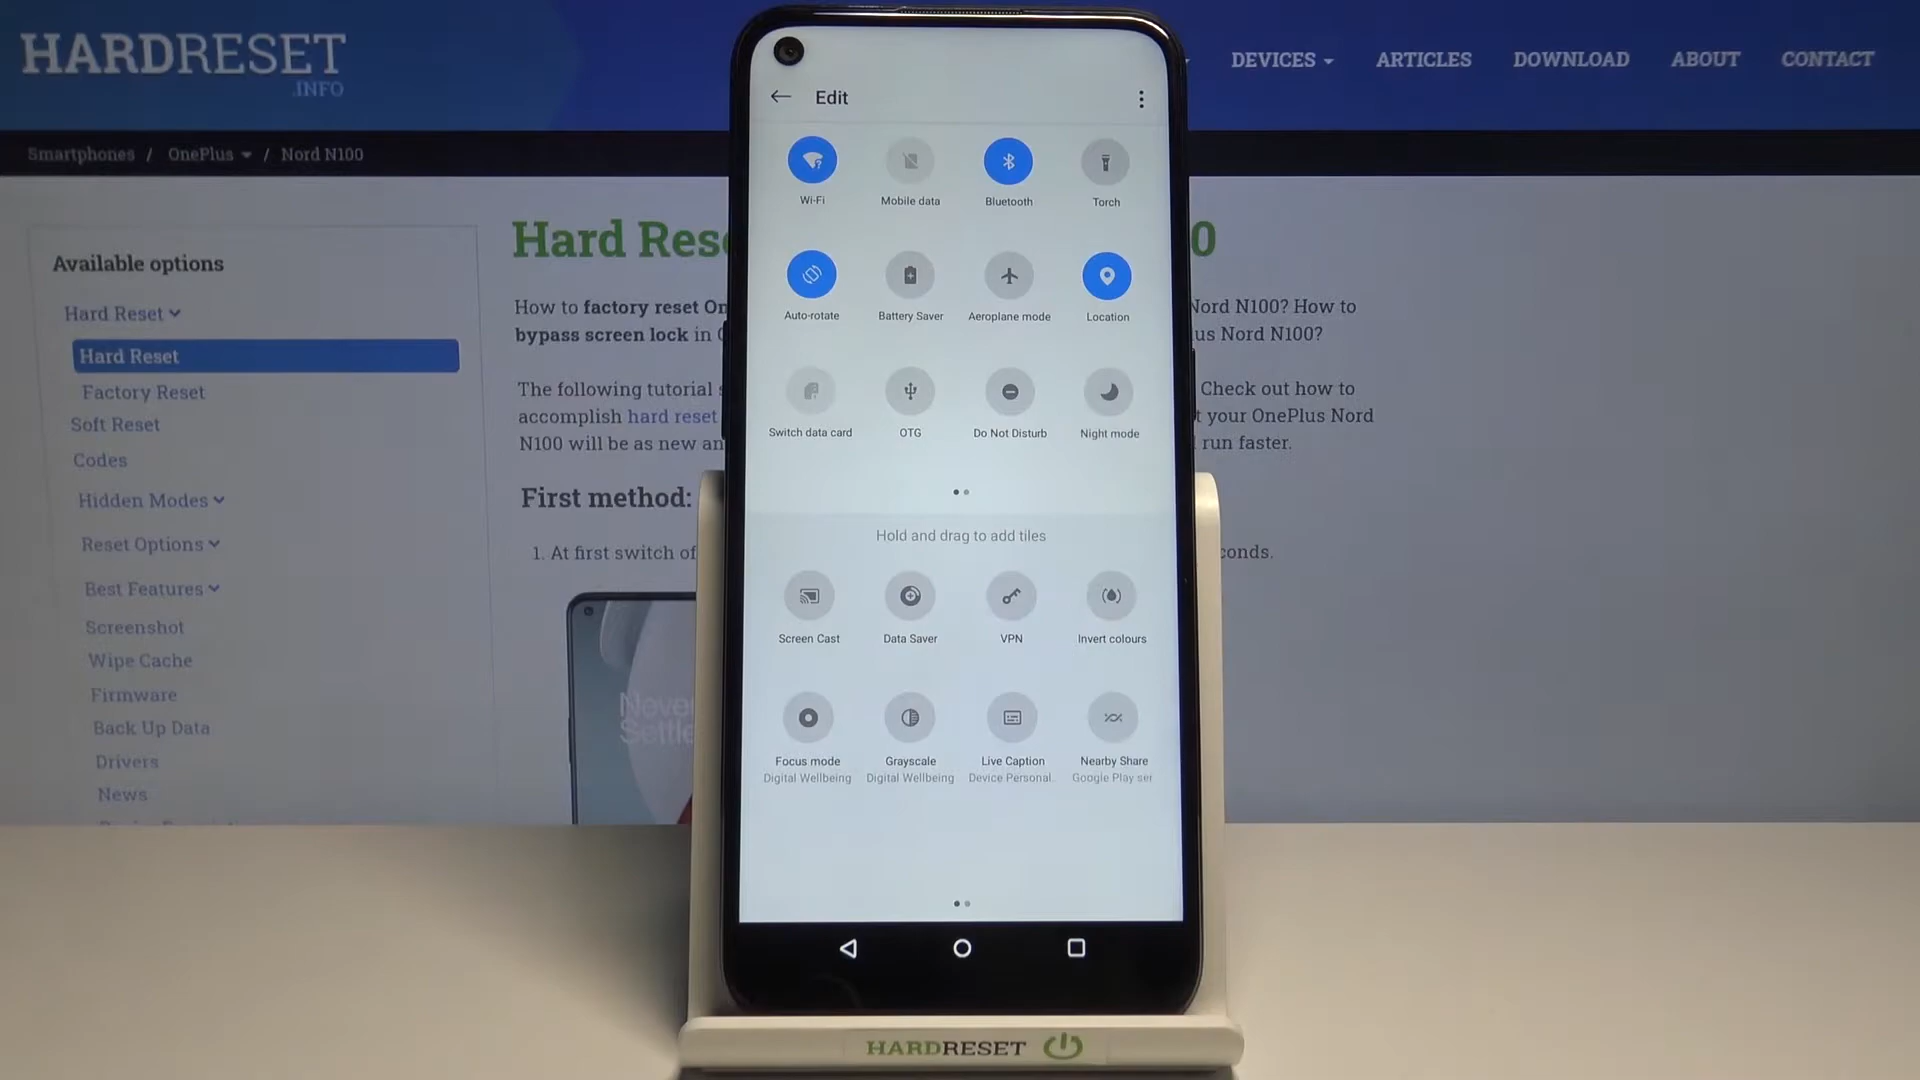 HARDRESET
.INFO
DEVICES
ARTICLES
DOWNLOAD
ABOUT
CONTACT
Smartphones / OnePlus / Nord N100
Available options
Hard Reset
Hard Reset
Factory Reset
Soft Reset
Codes
Hidden Modes
Reset Options
Best Features
Screenshot
Wipe Cache
Firmware
Back Up Data
Drivers
News
Hard
0
How to factory reset
Nord N100? How to
bypass screen lock in
Nord N100?
The following tutorial
Check out how to
accomplish hard reset
your OnePlus Nord
N100 will be as new
run faster.
First method:
1. At first switch
Never
Settle
Edit
Wi-Fi
Mobile data
Bluetooth
Torch
Auto-rotate
Battery Saver
Aeroplane mode
Location
Switch data card
OTG
Do Not Disturb
Night mode
Hold and drag to add tiles
Screen Cast
Data Saver
VPN
Invert colours
Focus mode
Digital Wellbeing
Grayscale
Digital Wellbeing
Live Caption
Device Personal.
Nearby Share
Google Play ser
HARDRESET